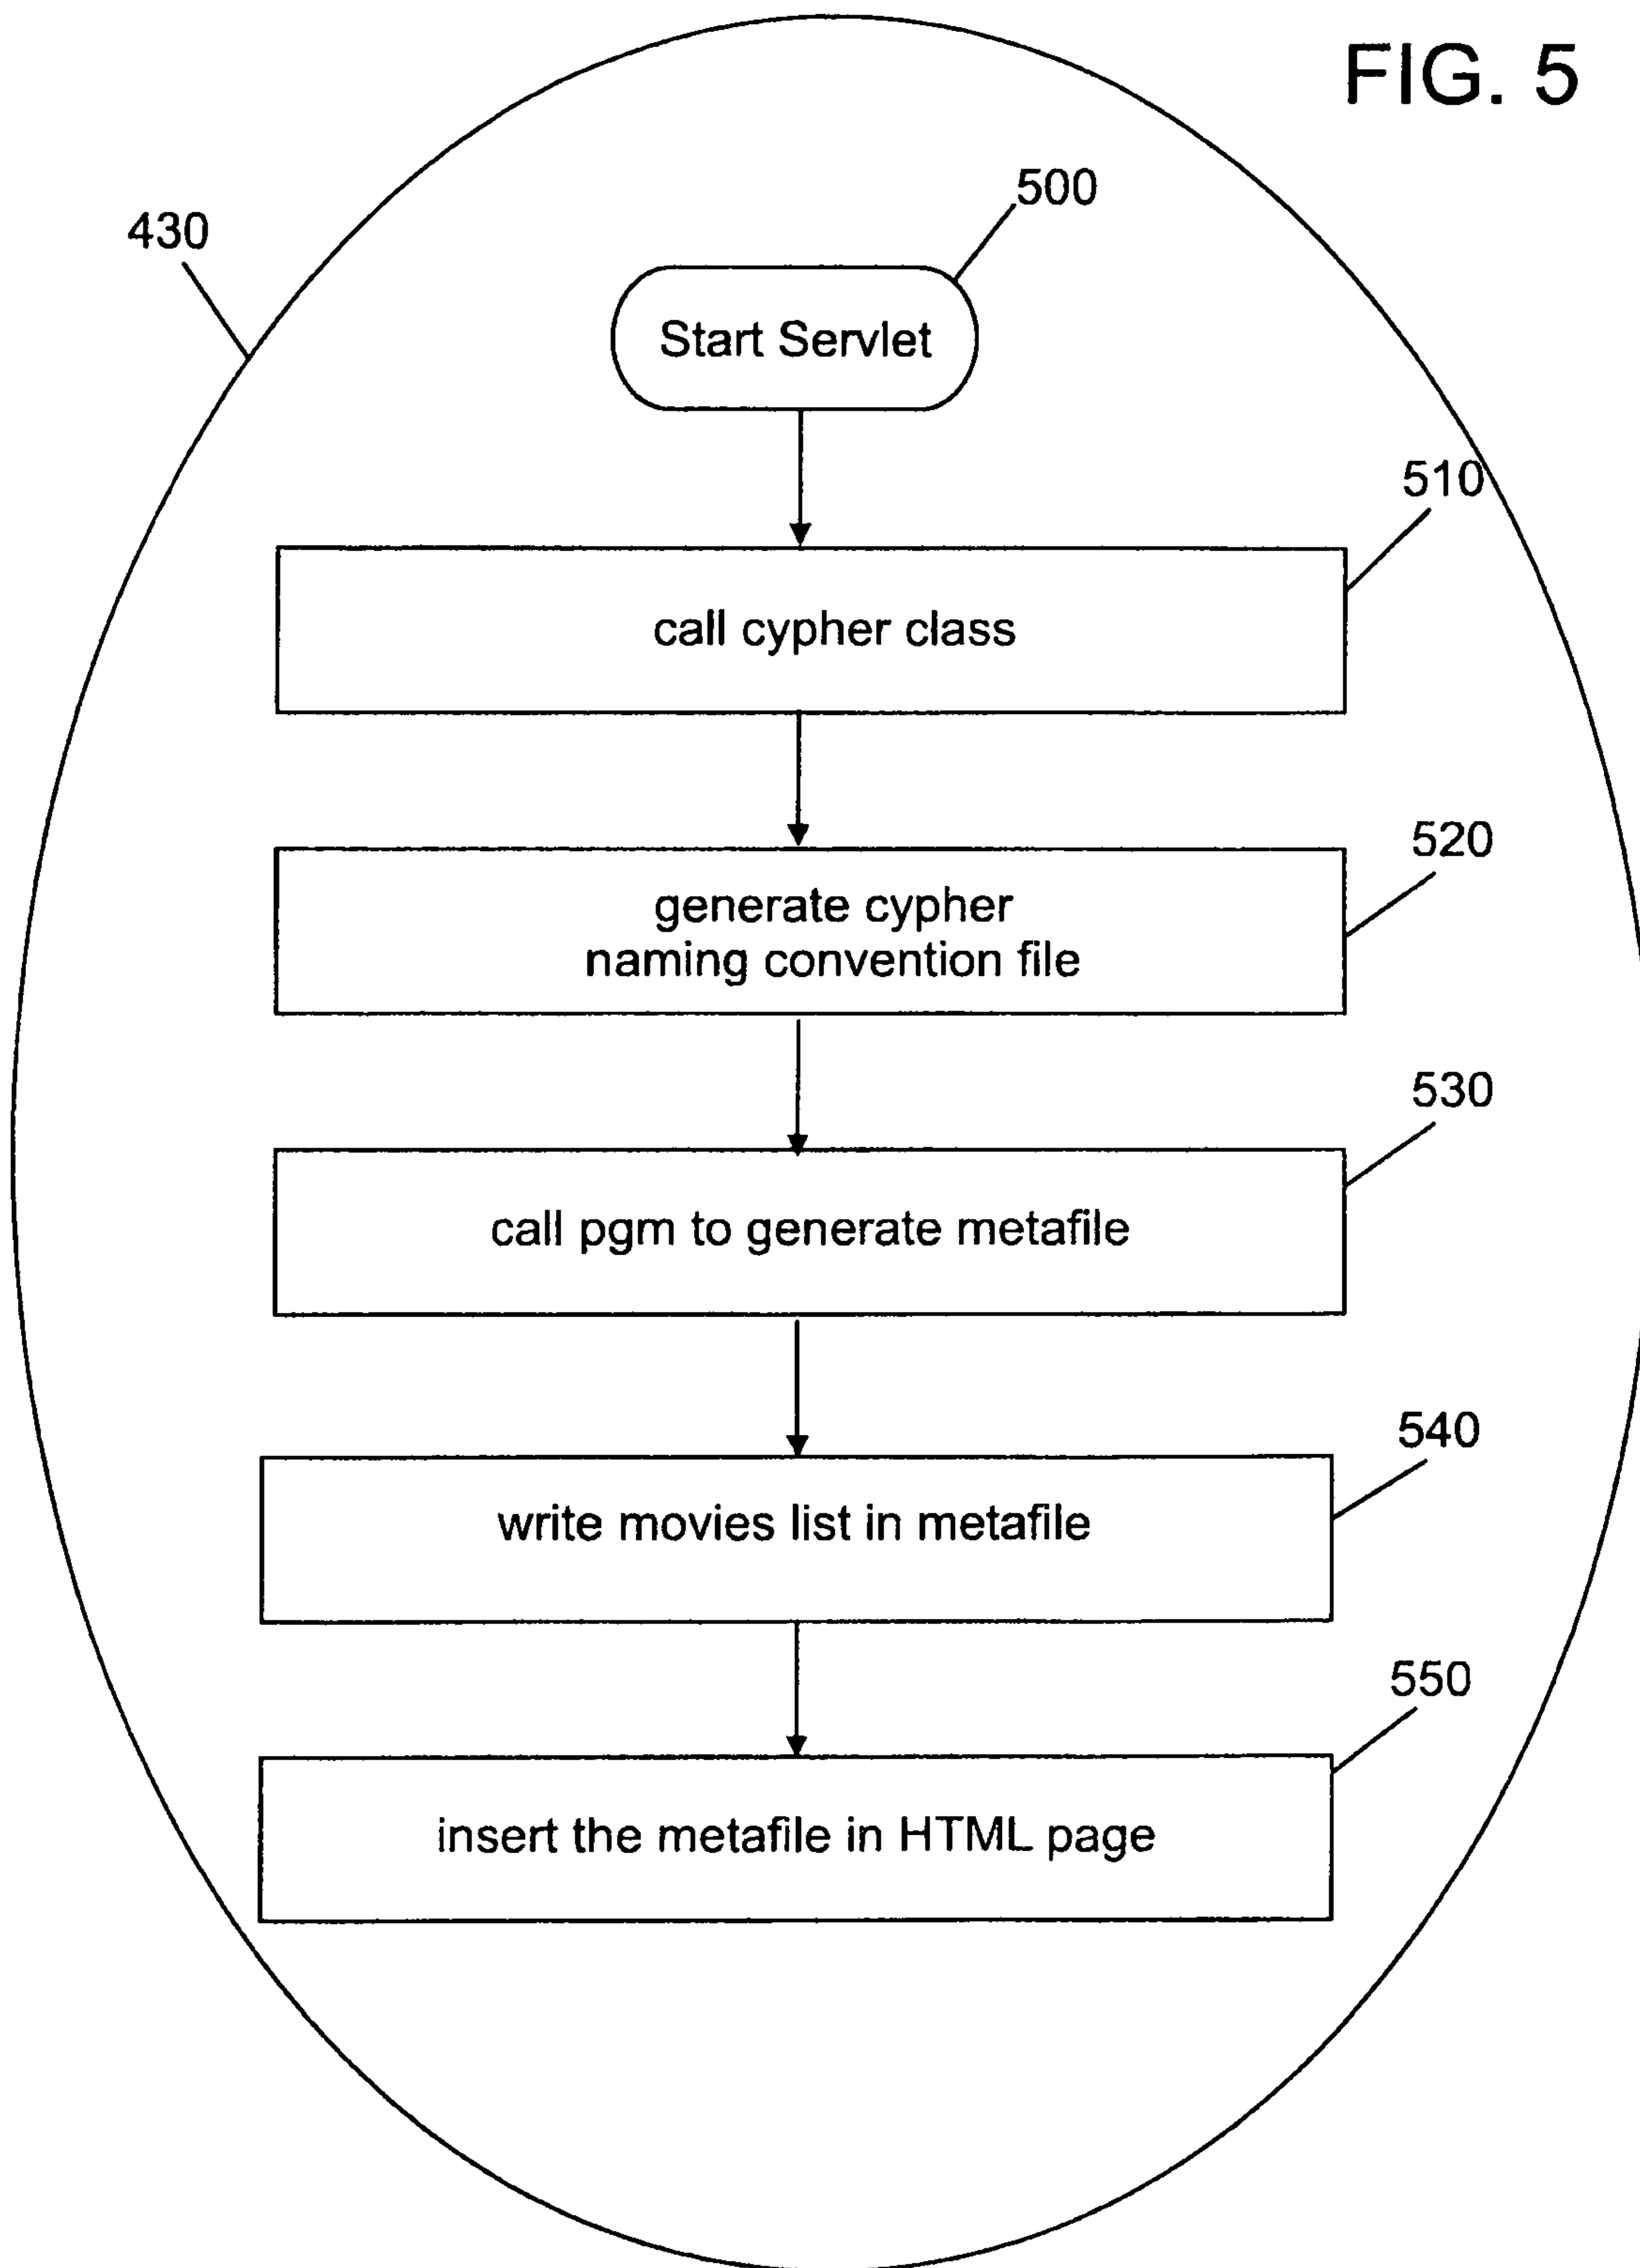 FIG. 5
500
430
Start Servlet
510
call cypher class
520
generate cypher
naming convention file
530
call pgm to generate metafile
540
write movies list in metafile
550
insert the metafile in HTML page